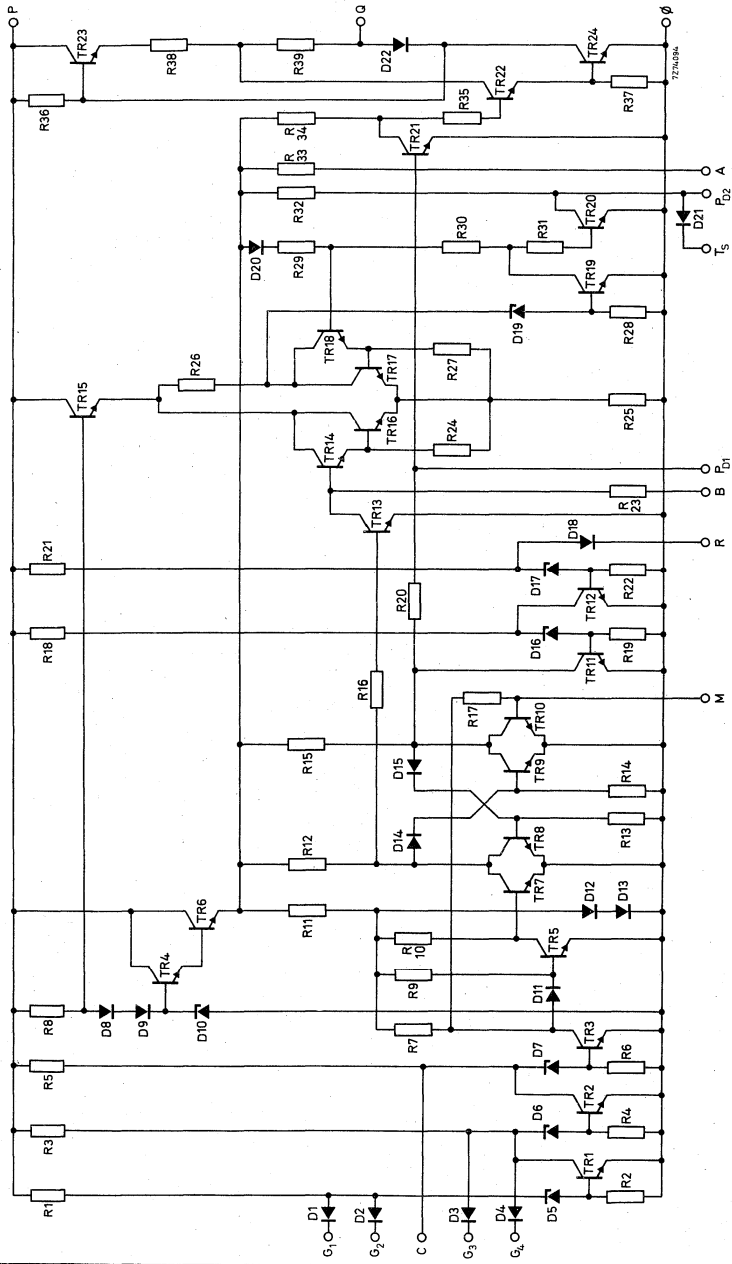 P
R1
R3
R5
R8
R18
R21
R36
TR23
D8
D9
D10
TR4
TR6
TR15
R38
R26
Q
R39
D22
D1
G1
D2
G2
C
D3
G3
D4
G4
R11
R12
R15
R16
R20
TR13
TR14
TR16
TR17
TR18
D20
R29
R32
R
33
R
34
TR21
R35
TR22
TR24
R7
R9
R
10
D14
D15
R17
R24
R27
R30
R31
D19
TR19
TR20
D5
TR1
R2
D6
TR2
R4
D7
TR3
R6
D11
TR5
TR7
TR8
TR9
TR10
D12
D13
R13
R14
D16
TR11
R19
D17
TR12
R22
D18
R
23
R25
R28
R37
M
R
B
PD1
TS
D21
PD2
A
Ø
7Z74094